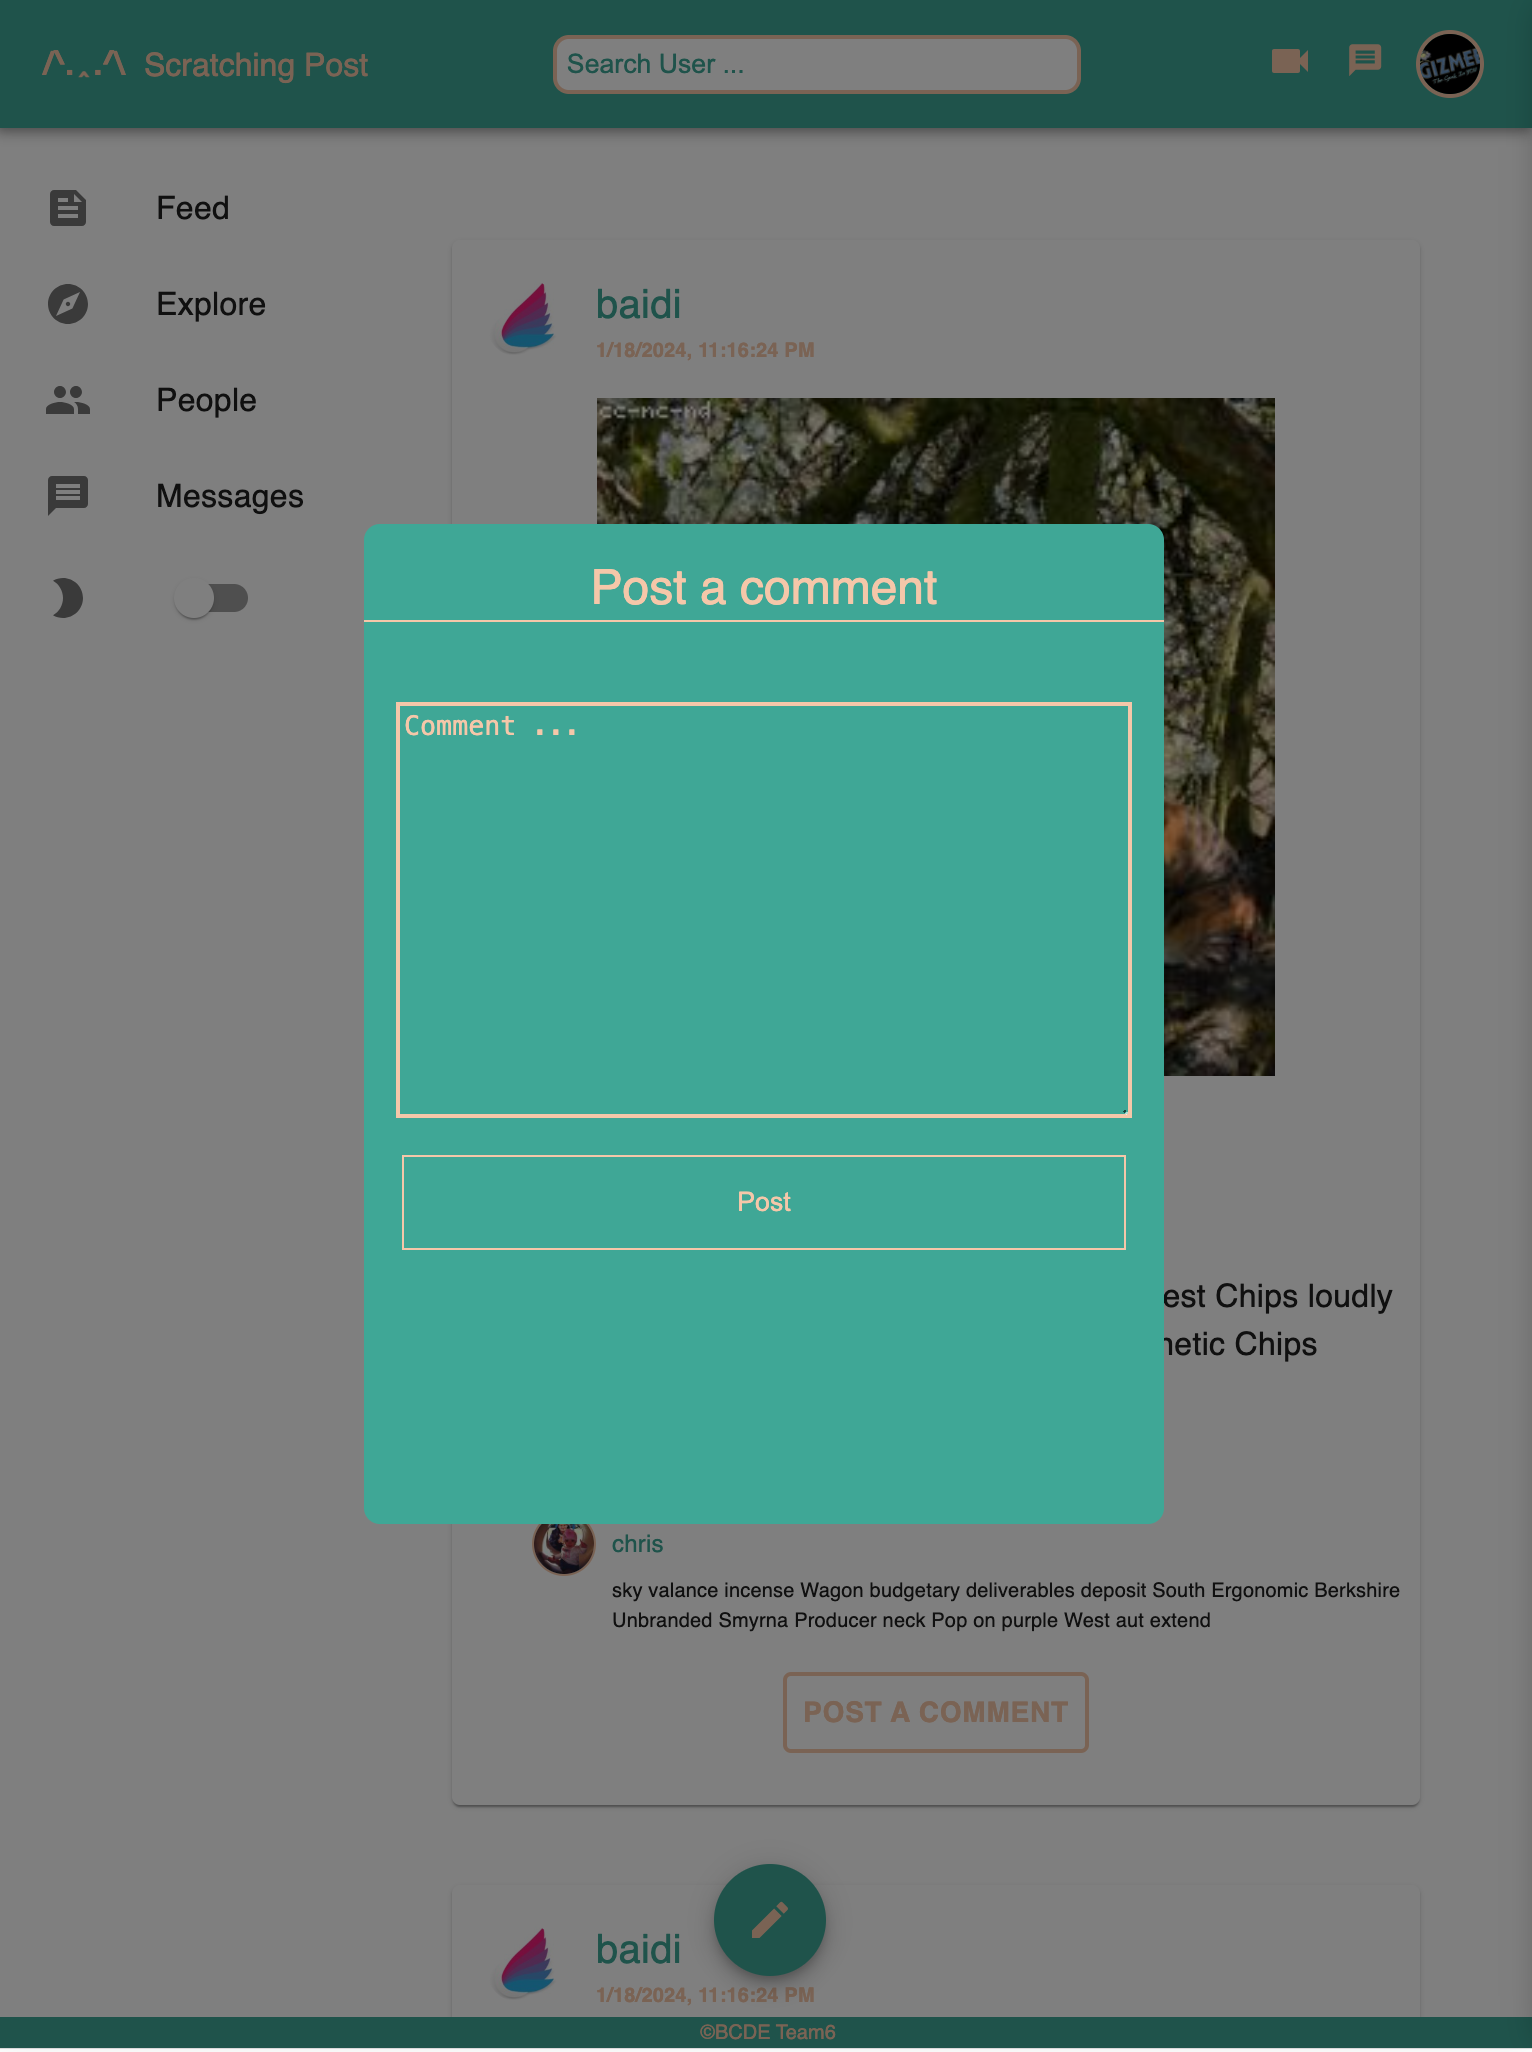 ^._.^ Scratching Post
Search User ...
GIZME
Feed
Explore
People
Messages
baidi
1/18/2024, 11:16:24 PM
cc-nc-nd
Post a comment
Comment ...
Post
est Chips loudly
netic Chips
chris
sky valance incense Wagon budgetary deliverables deposit South Ergonomic Berkshire
Unbranded Smyrna Producer neck Pop on purple West aut extend
POST A COMMENT
baidi
1/18/2024, 11:16:24 PM
©BCDE Team6